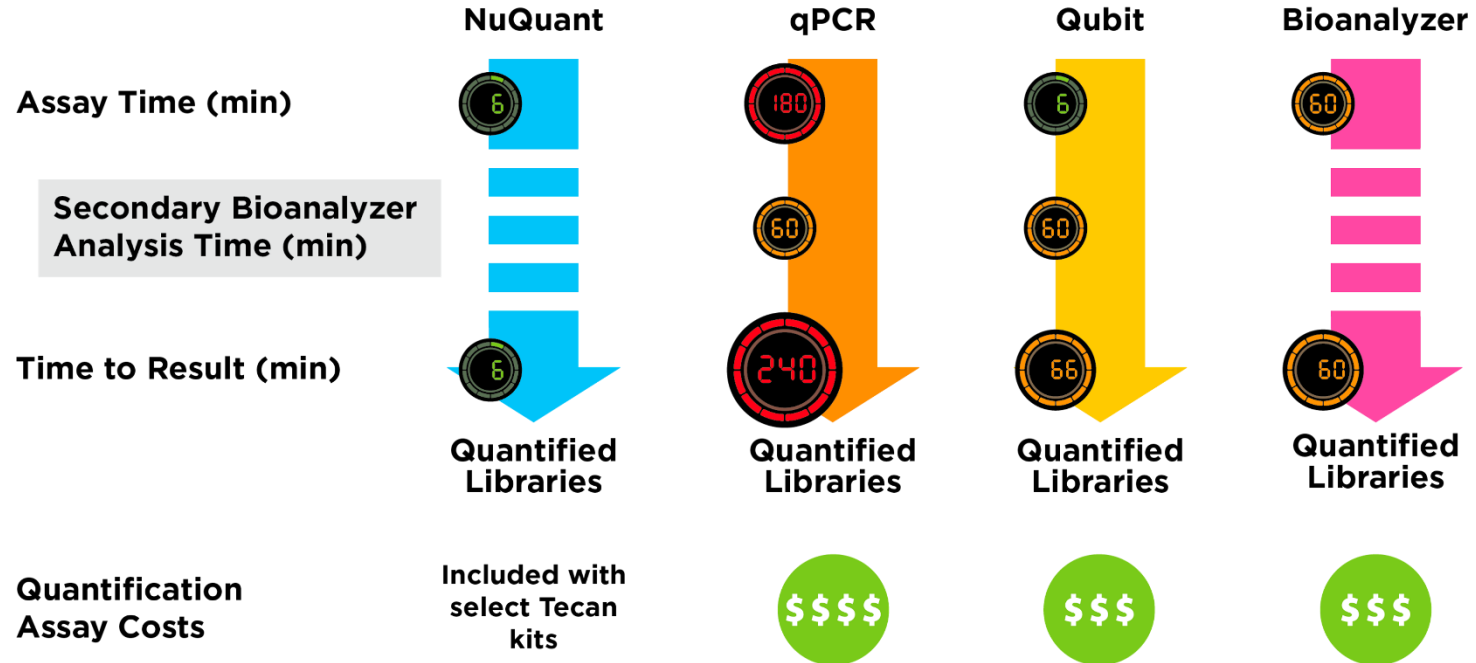 NuQuant qPCR Qubit Bioanalyzer
Assay Time (min) 6 180 6 60
Secondary Bioanalyzer
Analysis Time (min) 60 60
Time to Result (min) 6 240 66 60
Quantified Quantified Quantified Quantified
Libraries Libraries Libraries Libraries
Quantification
Assay Costs
Included with
select Tecan
kits
$$$$ $$$ $$$